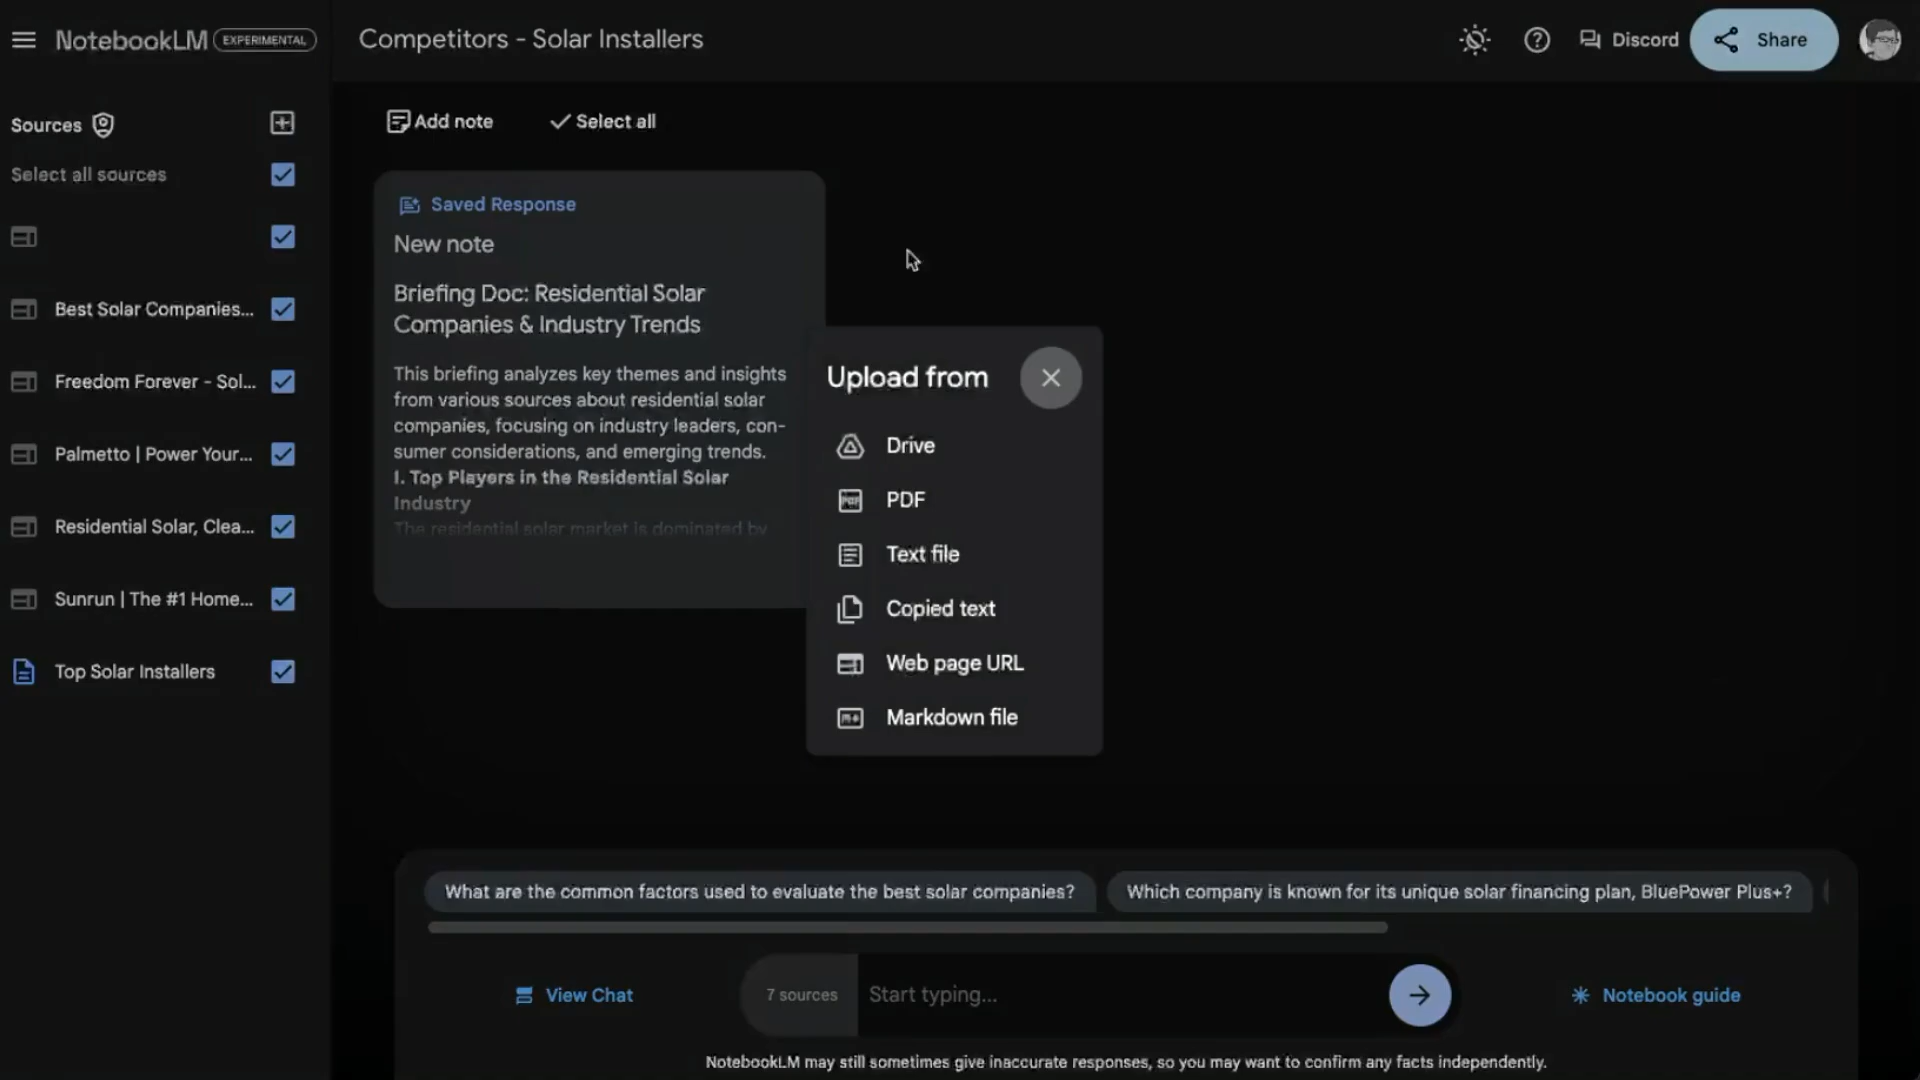 NotebookLM EXPERIMENTAL
Competitors - Solar Installers
Discord
Share
Sources
Select all sources
Best Solar Companies...
Freedom Forever - Sol...
Palmetto | Power Your...
Residential Solar, Clea...
Sunrun | The #1 Home...
Top Solar Installers
Add note
Select all
Saved Response
New note
Briefing Doc: Residential Solar
Companies & Industry Trends
This briefing analyzes key themes and insights
from various sources about residential solar
companies, focusing on industry leaders, con-
sumer considerations, and emerging trends.
I. Top Players in the Residential Solar
Industry
The residential solar market is dominated by
Upload from
Drive
PDF
Text file
Copied text
Web page URL
Markdown file
What are the common factors used to evaluate the best solar companies?
Which company is known for its unique solar financing plan, BluePower Plus+?
View Chat
7 sources
Start typing...
Notebook guide
NotebookLM may still sometimes give inaccurate responses, so you may want to confirm any facts independently.